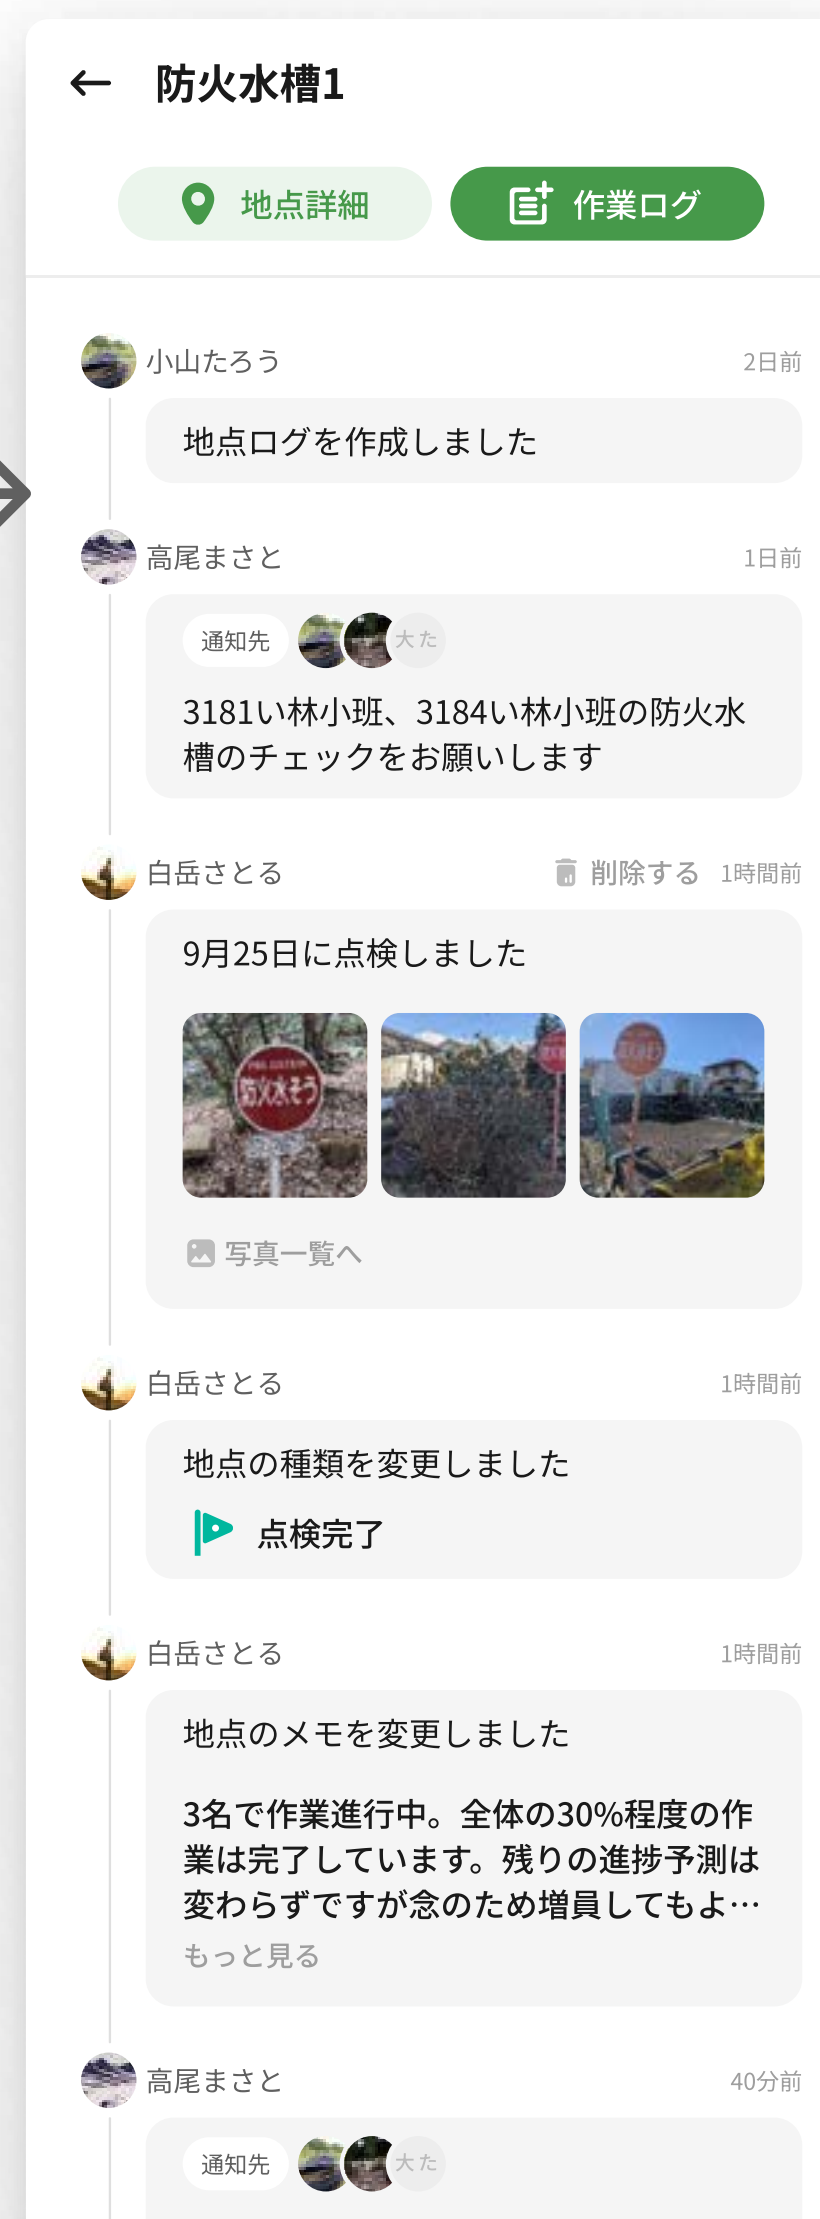 防火水槽1
地点詳細
作業ログ
小山たろう
2日前
地点ログを作成しました
高尾まさと
1日前
通知先
大た
3181い林小班、3184い林小班の防火水
槽のチェックをお願いします
白岳さとる
削除する
1時間前
9月25日に点検しました
防火水そう
写真一覧へ
白岳さとる
1時間前
地点の種類を変更しました
点検完了
白岳さとる
1時間前
地点のメモを変更しました
3名で作業進行中。全体の30%程度の作
業は完了しています。残りの進捗予測は
変わらずですが念のため増員してもよ…
もっと見る
高尾まさと
40分前
通知先
大た